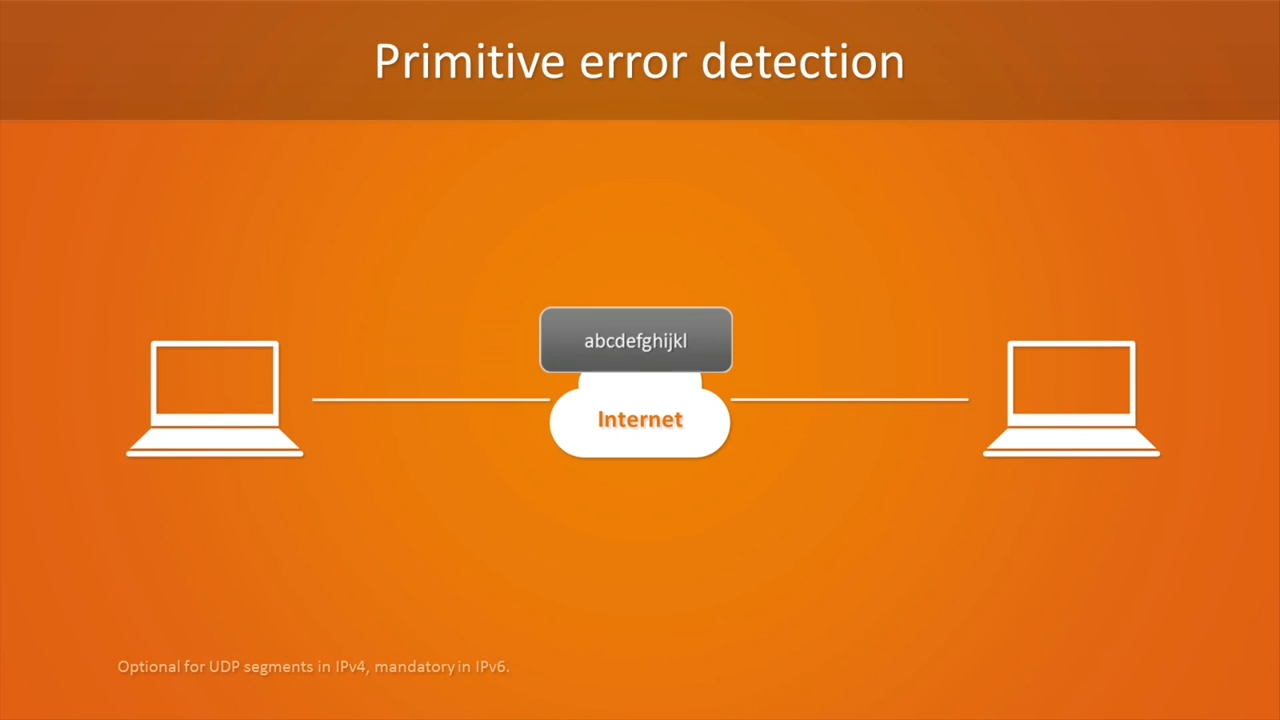 Primitive error detection
abcdefghijkl
Internet
Optional for UDP segments in IPv4, mandatory in IPv6.